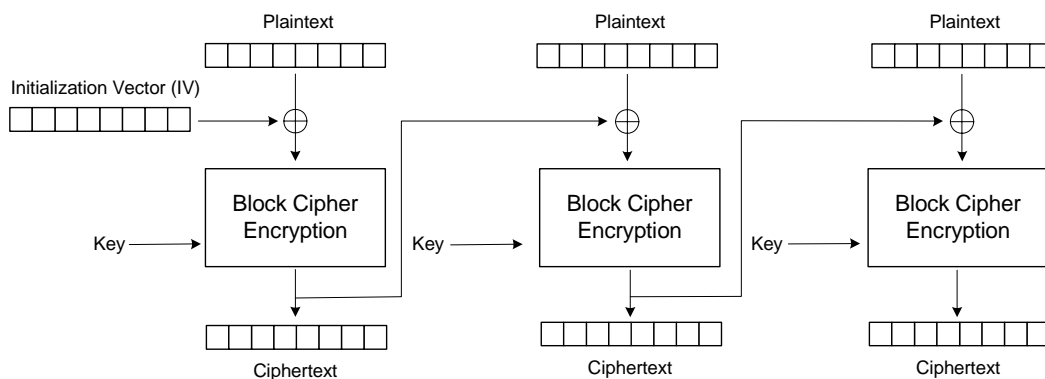 Plaintext
Plaintext
Plaintext
Initialization Vector (IV)
Block Cipher
Encryption
Block Cipher
Encryption
Block Cipher
Encryption
Key
Key
Key
Ciphertext
Ciphertext
Ciphertext